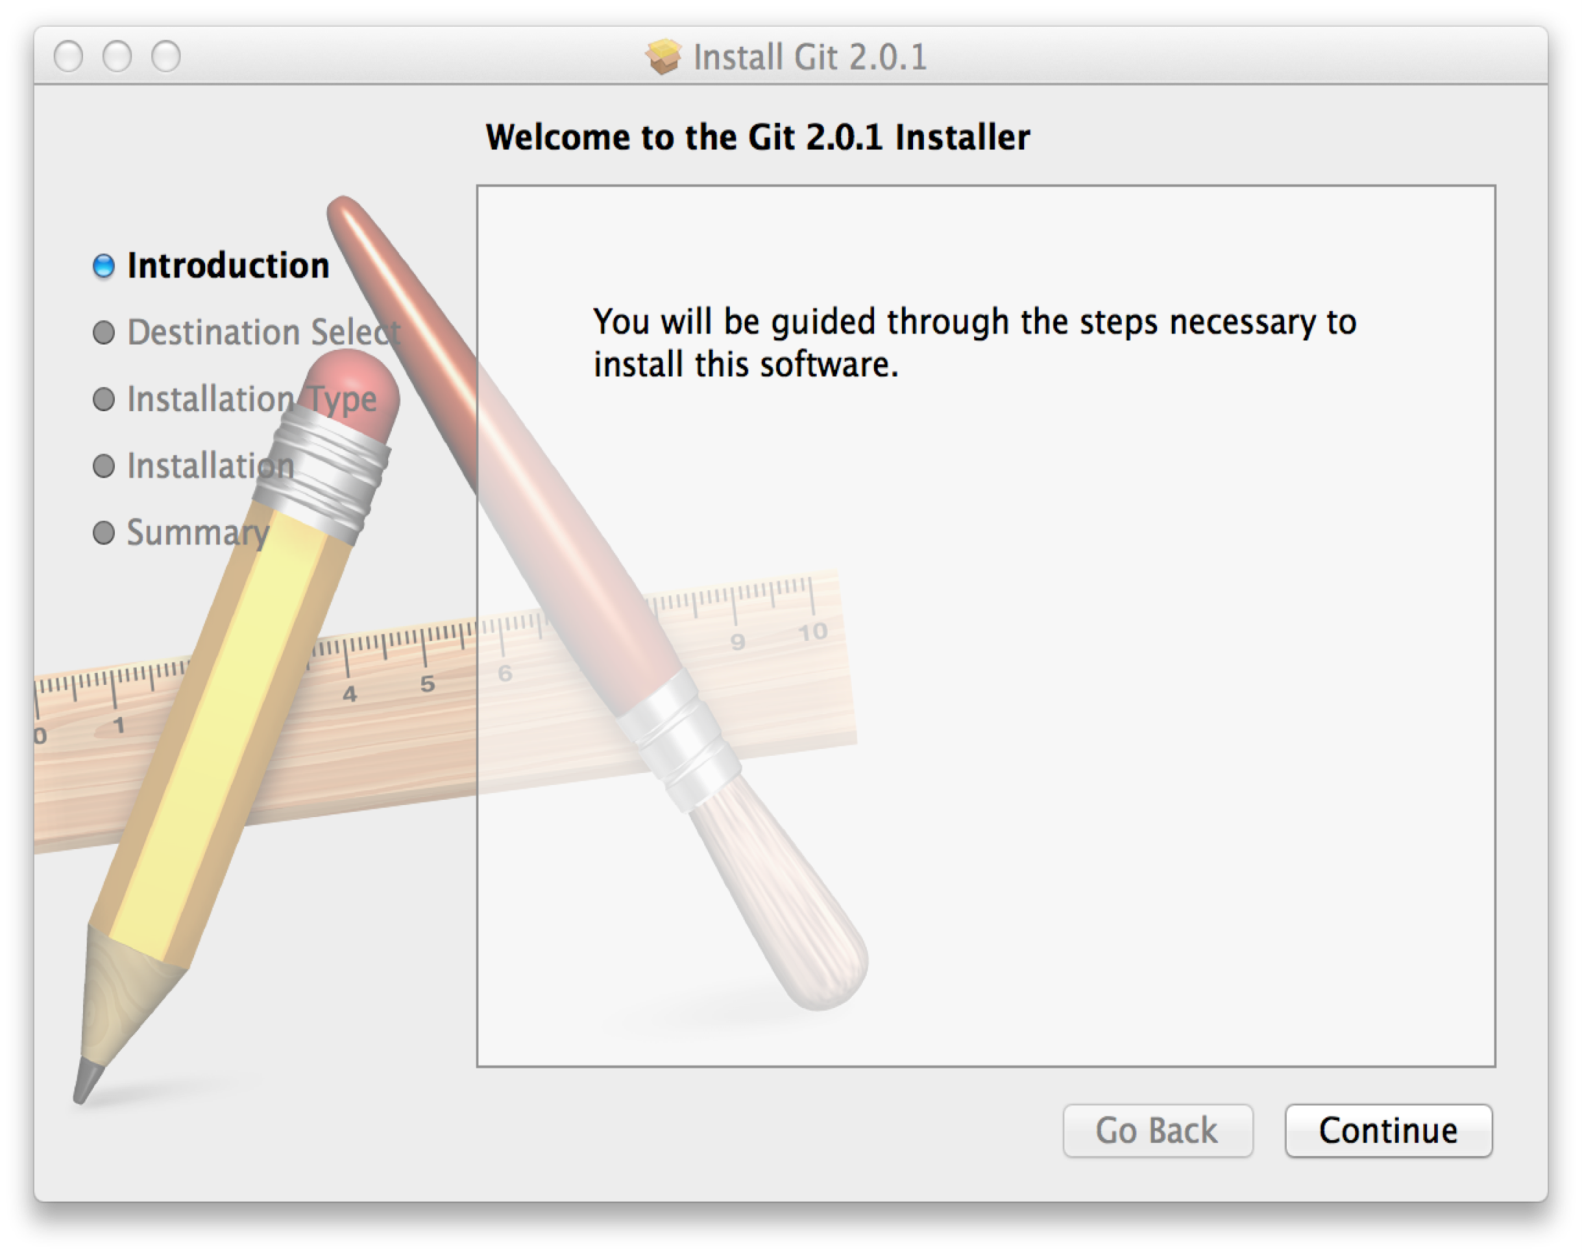 Install Git 2.0.1
Welcome to the Git 2.0.1 Installer
Introduction
Destination Select
Installation Type
Installation
Summary
You will be guided through the steps necessary to
install this software.
0 1 4 5 6 9 10
Go Back
Continue